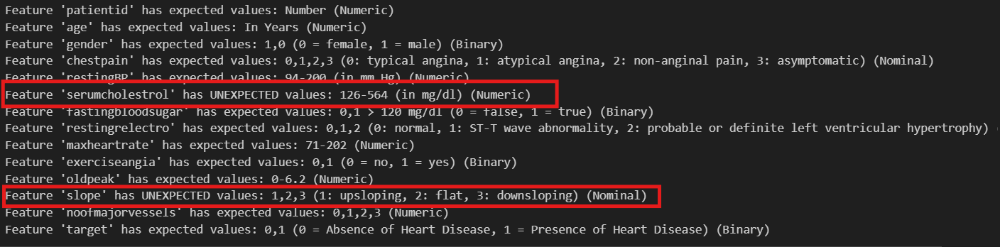 Feature 'patientid' has expected values: Number (Numeric)
Feature 'age' has expected values: In Years (Numeric)
Feature 'gender' has expected values: 1,0 (0 = female, 1 = male) (Binary)
Feature 'chestpain' has expected values: 0,1,2,3 (0: typical angina, 1: atypical angina, 2: non-anginal pain, 3: asymptomatic) (Nominal)
Feature 'restingBP' has expected values: 94-200 (in mm Hg) (Numeric)
Feature 'serumcholestrol' has UNEXPECTED values: 126-564 (in mg/dl) (Numeric)
Feature 'fastingbloodsugar' has expected values: 0,1 > 120 mg/dl (0 = false, 1 = true) (Binary)
Feature 'restingrelectro' has expected values: 0,1,2 (0: normal, 1: ST-T wave abnormality, 2: probable or definite left ventricular hypertrophy) (
Feature 'maxheartrate' has expected values: 71-202 (Numeric)
Feature 'exerciseangia' has expected values: 0,1 (0 = no, 1 = yes) (Binary)
Feature 'oldpeak' has expected values: 0-6.2 (Numeric)
Feature 'slope' has UNEXPECTED values: 1,2,3 (1: upsloping, 2: flat, 3: downsloping) (Nominal)
Feature 'noofmajorvessels' has expected values: 0,1,2,3 (Numeric)
Feature 'target' has expected values: 0,1 (0 = Absence of Heart Disease, 1 = Presence of Heart Disease) (Binary)